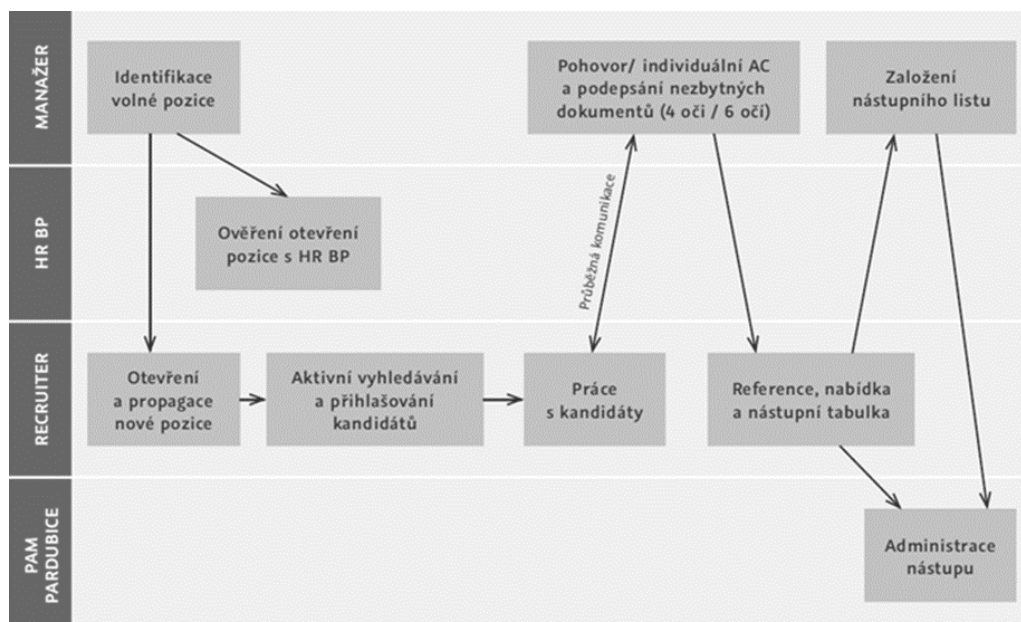 MANAŽER
Identifikace
volné pozice
Pohovor/ individuální AC
a podepsání nezbytných
dokumentů (4 oči / 6 očí)
Založení
nástupního listu
HR BP
Ověření otevření
pozice s HR BP
Průběžná komunikace
RECRUITER
Otevření
a propagace
nové pozice
Aktivní vyhledávání
a přihlašování
kandidátů
Práce
s kandidáty
Reference, nabídka
a nástupní tabulka
PAM
PARDUBICE
Administrace
nástupu